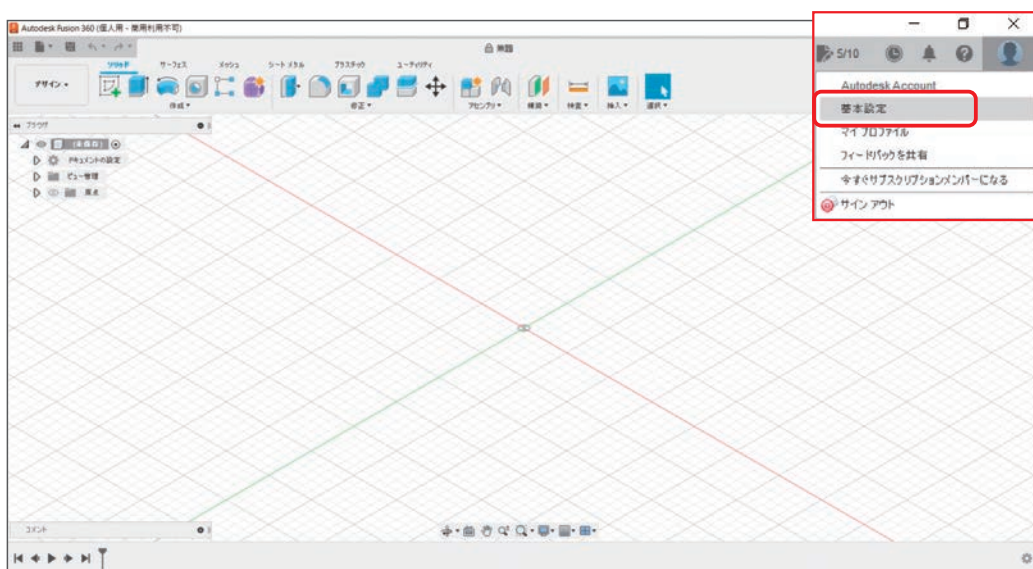 Autodesk Fusion 360 (個人用 - 商用利用不可)
無題
5/10
ソリッド サーフェス メッシュ シート メタル プラスチック ユーティリティ
デザイン
作成 修正 アセンブリ 構築 検査 挿入 選択
Autodesk Account
基本設定
マイ プロファイル
フィードバックを共有
今すぐサブスクリプションメンバーになる
サイン アウト
ブラウザ
(未保存)
ドキュメントの設定
ビュー管理
原点
コメント